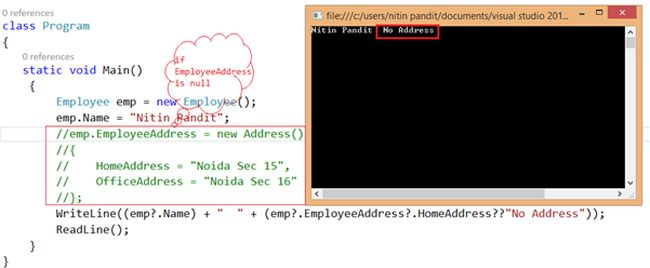 0 references
class Program
{
0 references
static void Main()
{
Employee emp = new Employee();
emp.Name = "Nitin Pandit";
//emp.EmployeeAddress = new Address()
//{
//    HomeAddress = "Noida Sec 15",
//    OfficeAddress = "Noida Sec 16"
//};
WriteLine((emp?.Name) + "  " + (emp?.EmployeeAddress?.HomeAddress??"No Address"));
ReadLine();
}
}
if
EmployeeAddress
is null
file:///c:/users/nitin pandit/documents/visual studio 201...
Nitin Pandit  No Address